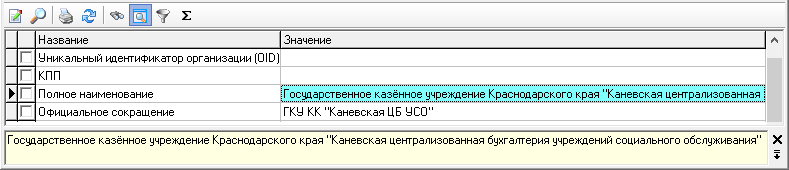 Название Значение
Уникальный идентификатор организации (OID)
КПП
Полное наименование Государственное казённое учреждение Краснодарского края "Каневская централизованная
Официальное сокращение ГКУ КК "Каневская ЦБ УСО"
Государственное казённое учреждение Краснодарского края "Каневская централизованная бухгалтерия учреждений социального обслуживания"